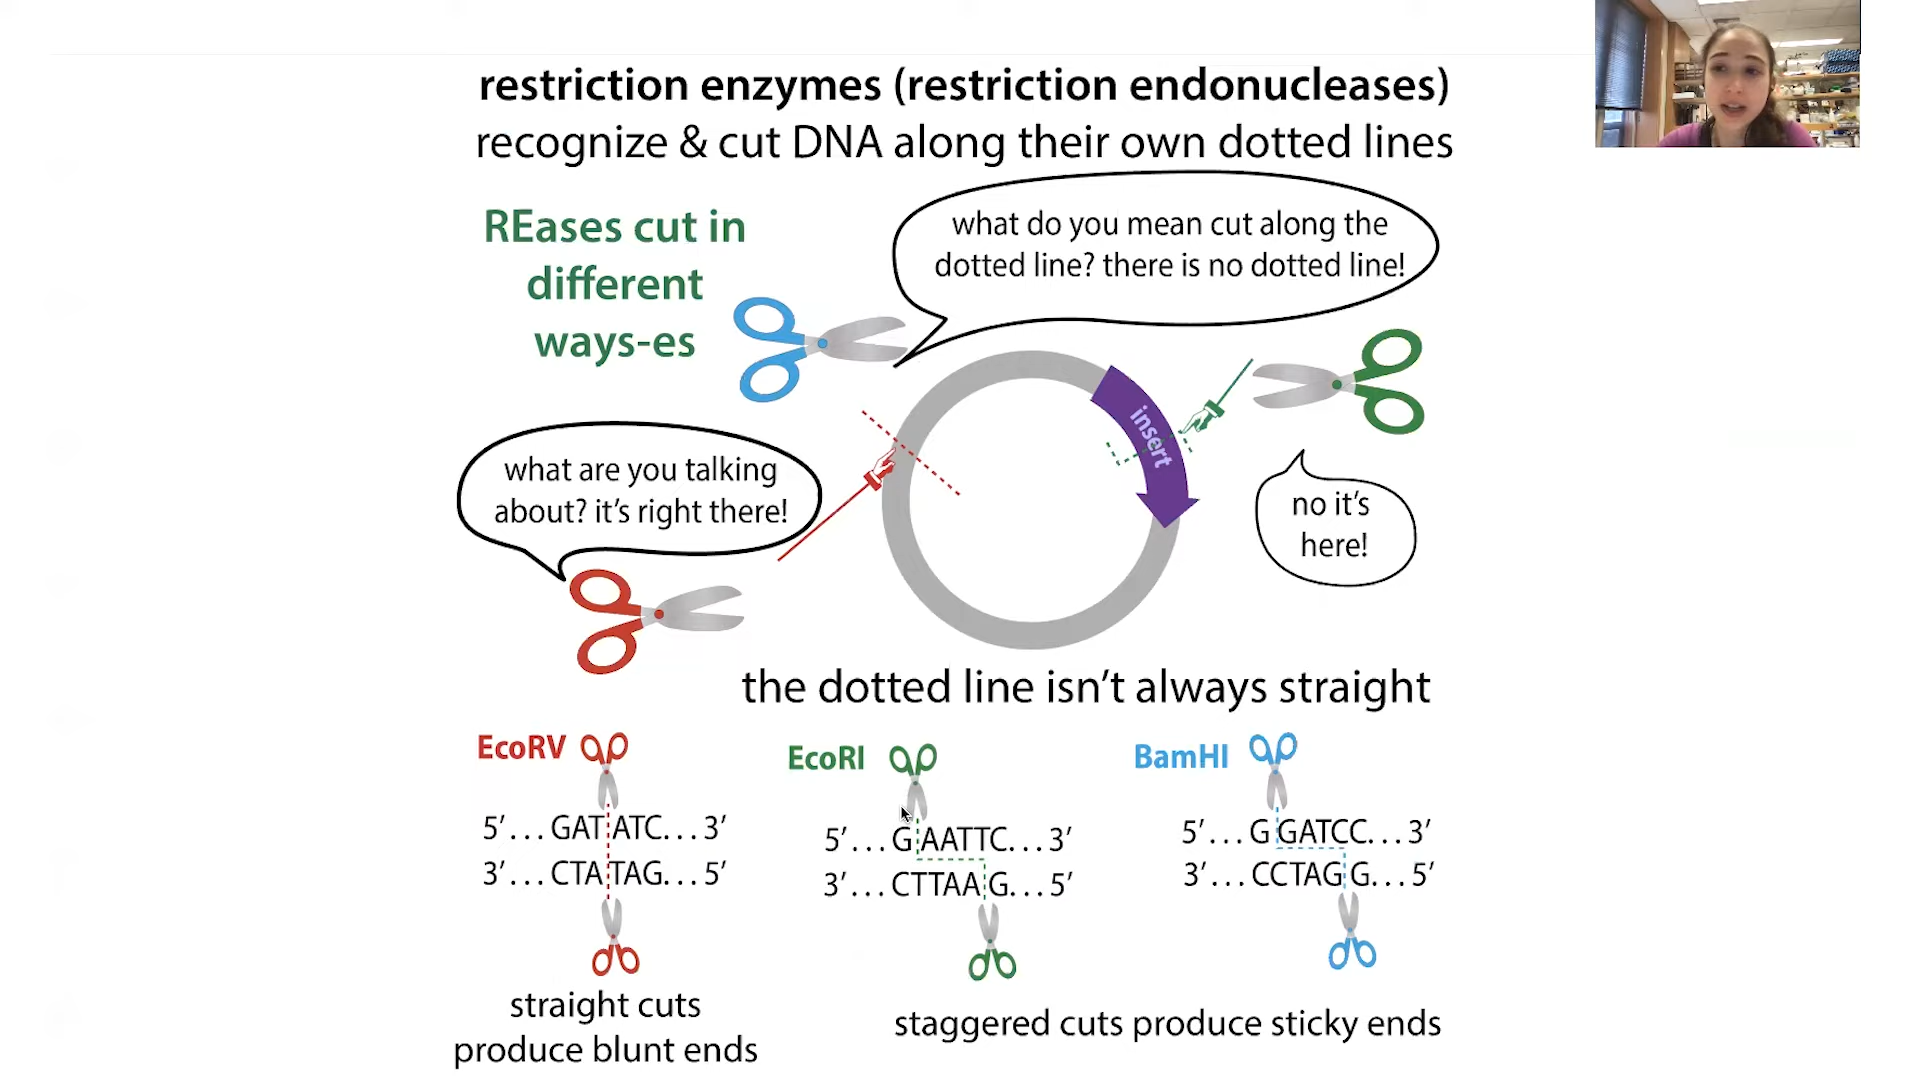 restriction enzymes (restriction endonucleases)
recognize & cut DNA along their own dotted lines
REases cut in
different
ways-es
what do you mean cut along the
dotted line? there is no dotted line!
insert
what are you talking
about? it's right there!
no it's
here!
the dotted line isn't always straight
EcoRV
5'...GAT ATC...3'
3'...CTA TAG...5'
straight cuts
produce blunt ends
EcoRI
5'...G AATTC...3'
3'...CTTAA G...5'
BamHI
5'...G GATCC...3'
3'...CCTAG G...5'
staggered cuts produce sticky ends